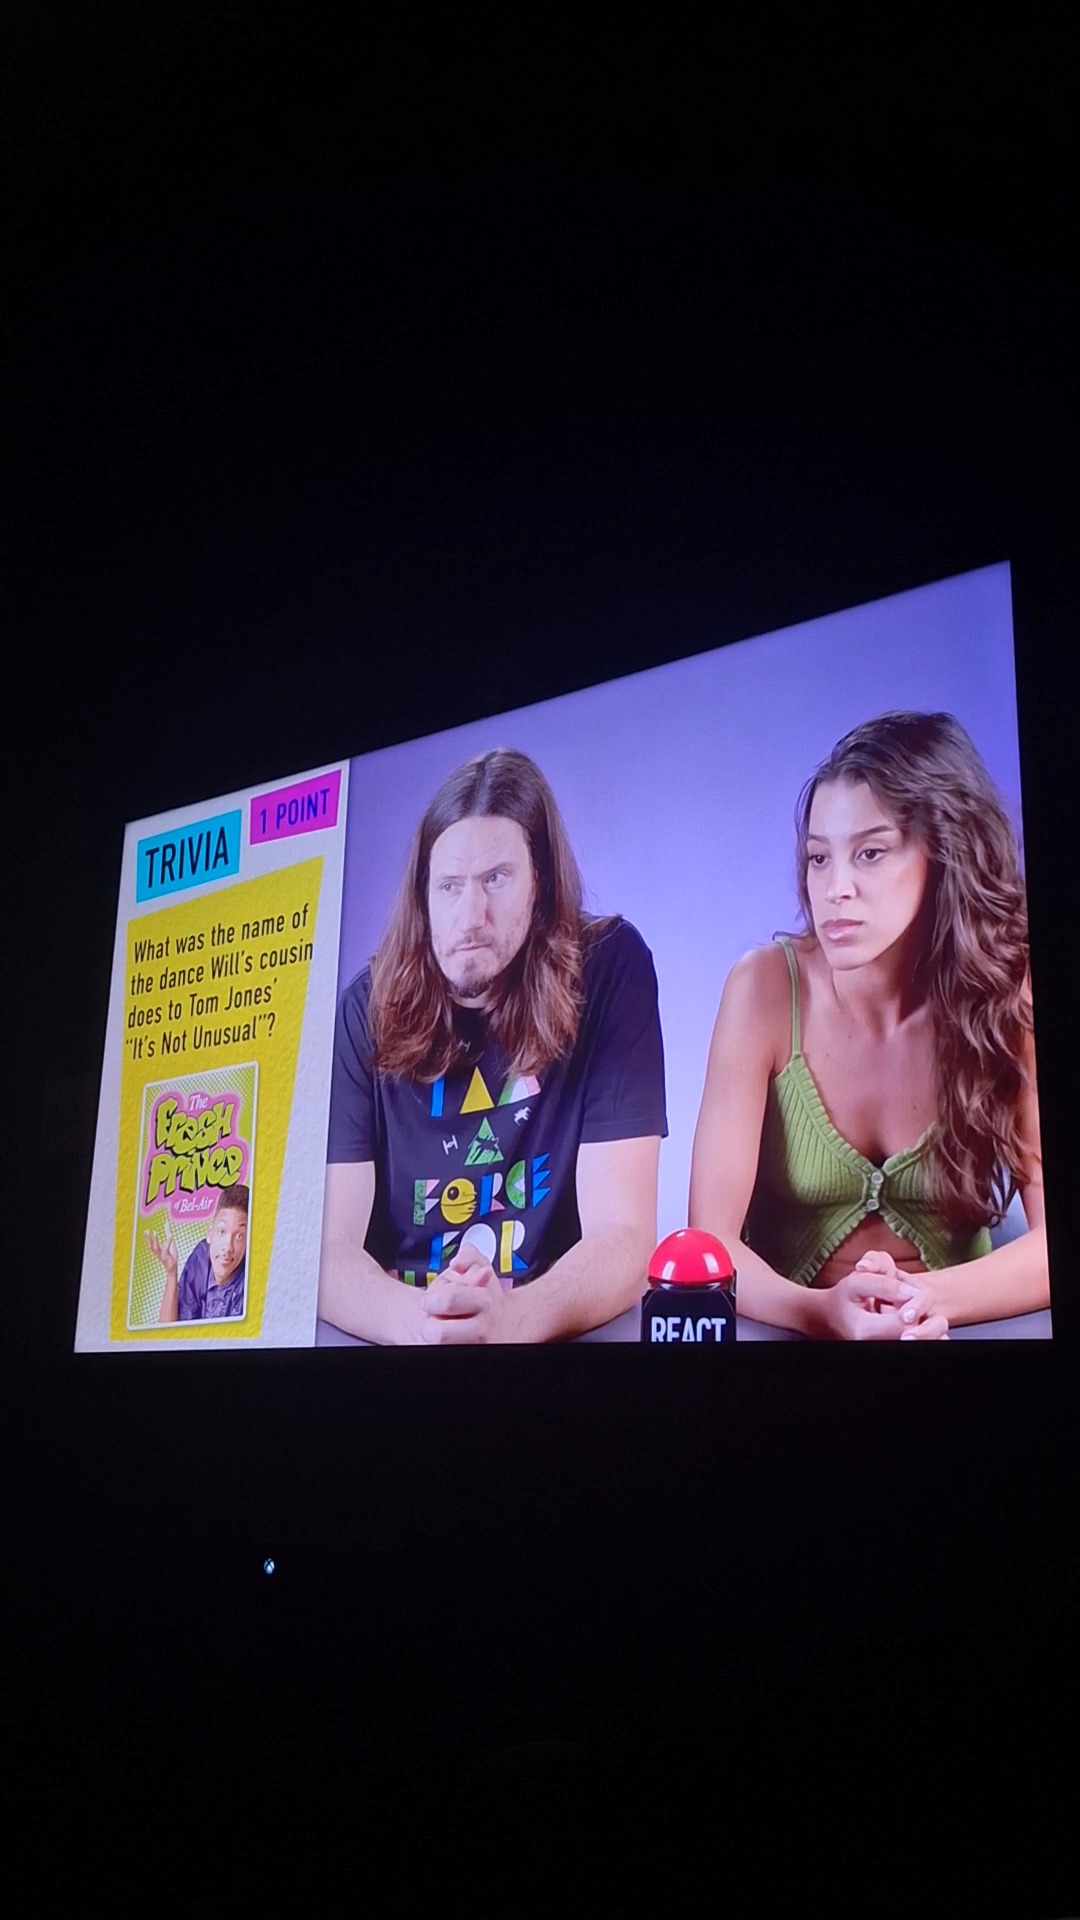 TRIVIA
1 POINT
What was the name of
the dance Will's cousin
does to Tom Jones'
"It's Not Unusual"?
The
FRESH
PRINCE
of Bel-Air
FORCE
FOR
REACT